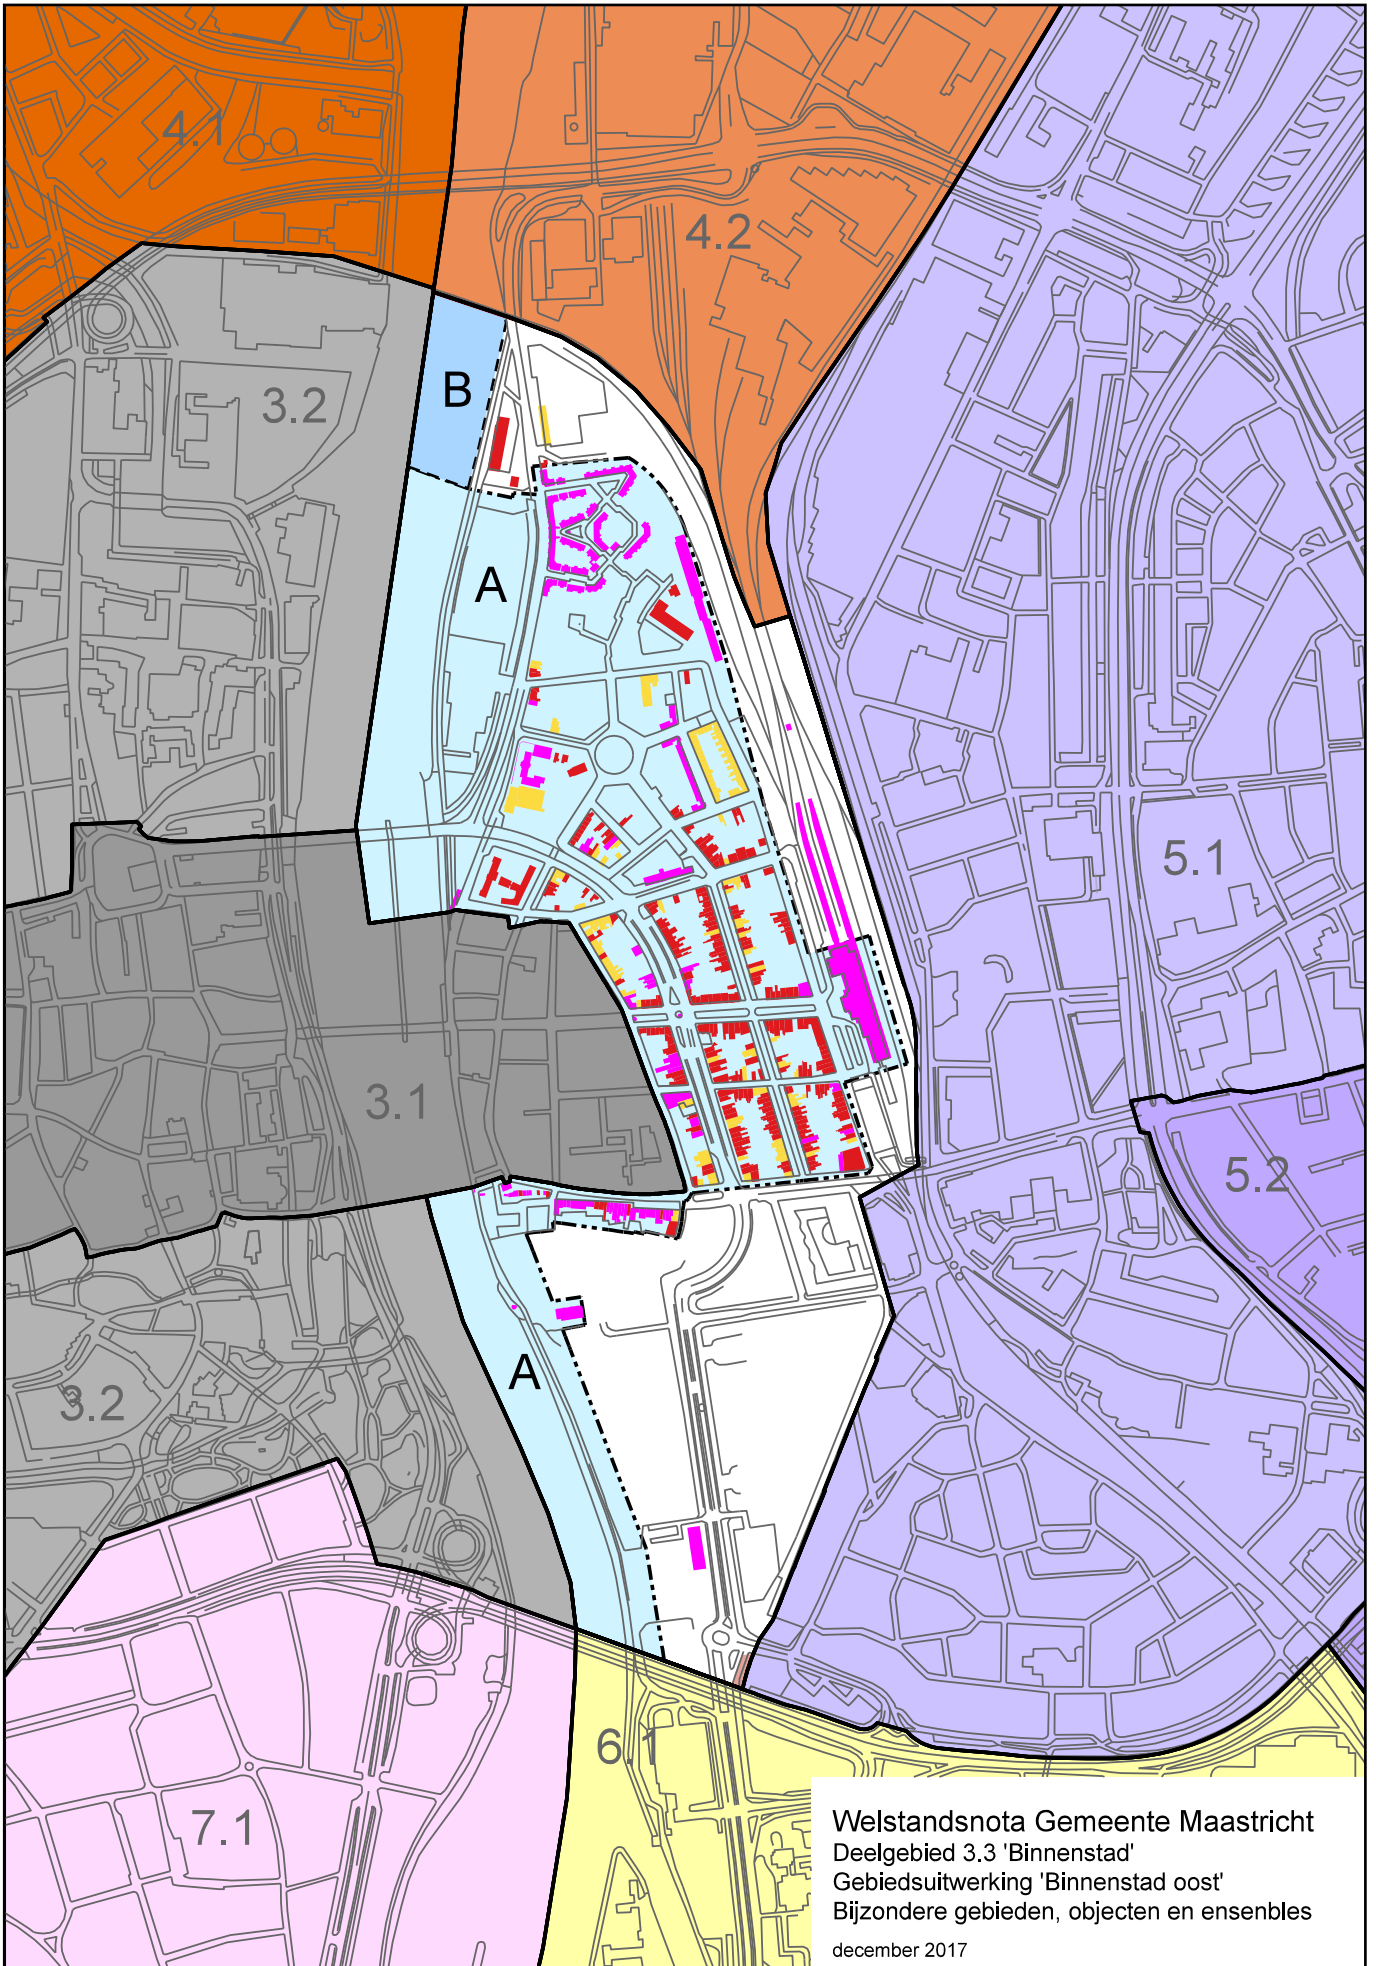 4.1
4.2
B
3.2
A
5.1
3.1
5.2
A
3.2
6.1
7.1
Welstandsnota Gemeente Maastricht
Deelgebied 3.3 'Binnenstad'
Gebiedsuitwerking 'Binnenstad oost'
Bijzondere gebieden, objecten en ensenbles
december 2017